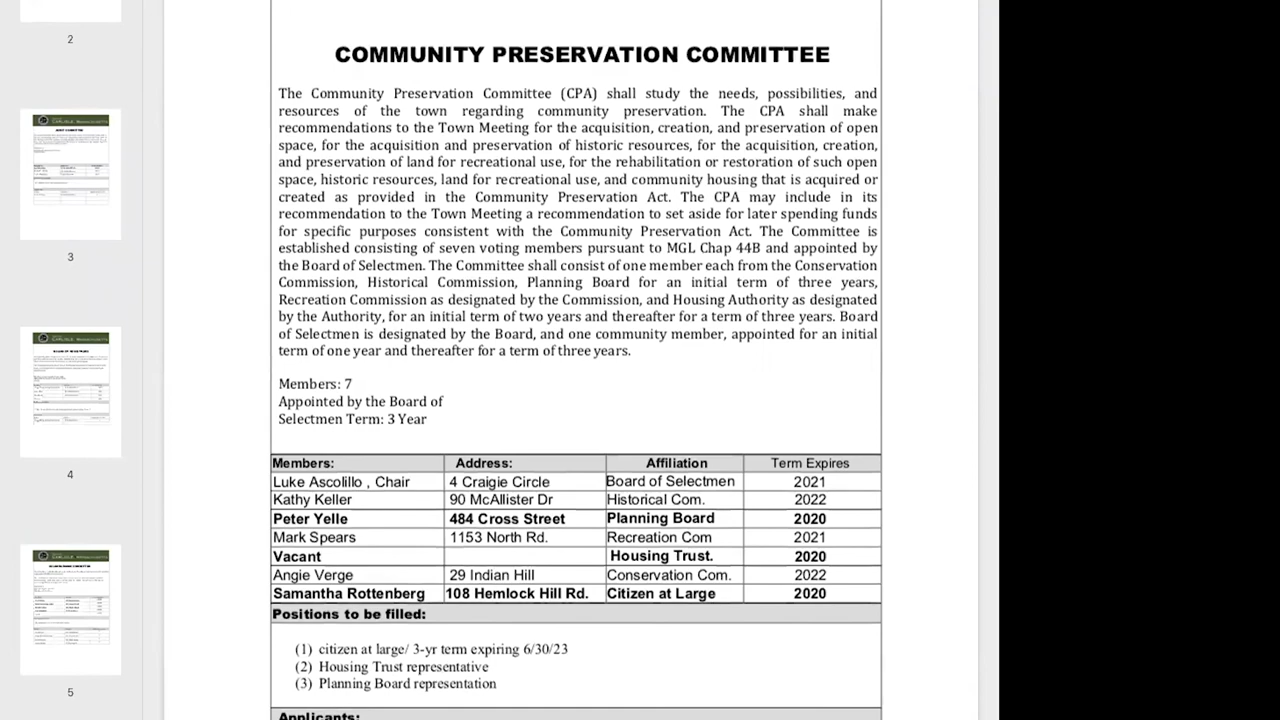 2
3
4
5
COMMUNITY PRESERVATION COMMITTEE
The Community Preservation Committee (CPA) shall study the needs, possibilities, and
resources of the town regarding community preservation. The CPA shall make
recommendations to the Town Meeting for the acquisition, creation, and preservation of open
space, for the acquisition and preservation of historic resources, for the acquisition, creation,
and preservation of land for recreational use, for the rehabilitation or restoration of such open
space, historic resources, land for recreational use, and community housing that is acquired or
created as provided in the Community Preservation Act. The CPA may include in its
recommendation to the Town Meeting a recommendation to set aside for later spending funds
for specific purposes consistent with the Community Preservation Act. The Committee is
established consisting of seven voting members pursuant to MGL Chap 44B and appointed by
the Board of Selectmen. The Committee shall consist of one member each from the Conservation
Commission, Historical Commission, Planning Board for an initial term of three years,
Recreation Commission as designated by the Commission, and Housing Authority as designated
by the Authority, for an initial term of two years and thereafter for a term of three years. Board
of Selectmen is designated by the Board, and one community member, appointed for an initial
term of one year and thereafter for a term of three years.
Members: 7
Appointed by the Board of
Selectmen Term: 3 Year
Members: Address: Affiliation Term Expires
Luke Ascolillo , Chair 4 Craigie Circle Board of Selectmen 2021
Kathy Keller 90 McAllister Dr Historical Com. 2022
Peter Yelle 484 Cross Street Planning Board 2020
Mark Spears 1153 North Rd. Recreation Com 2021
Vacant Housing Trust. 2020
Angie Verge 29 Indian Hill Conservation Com. 2022
Samantha Rottenberg Hill Rd. Citizen at Large 2020
Positions to be filled:
(1) citizen at large/ 3-yr term expiring 6/30/23
(2) Housing Trust representative
(3) Planning Board representation
Applicants: